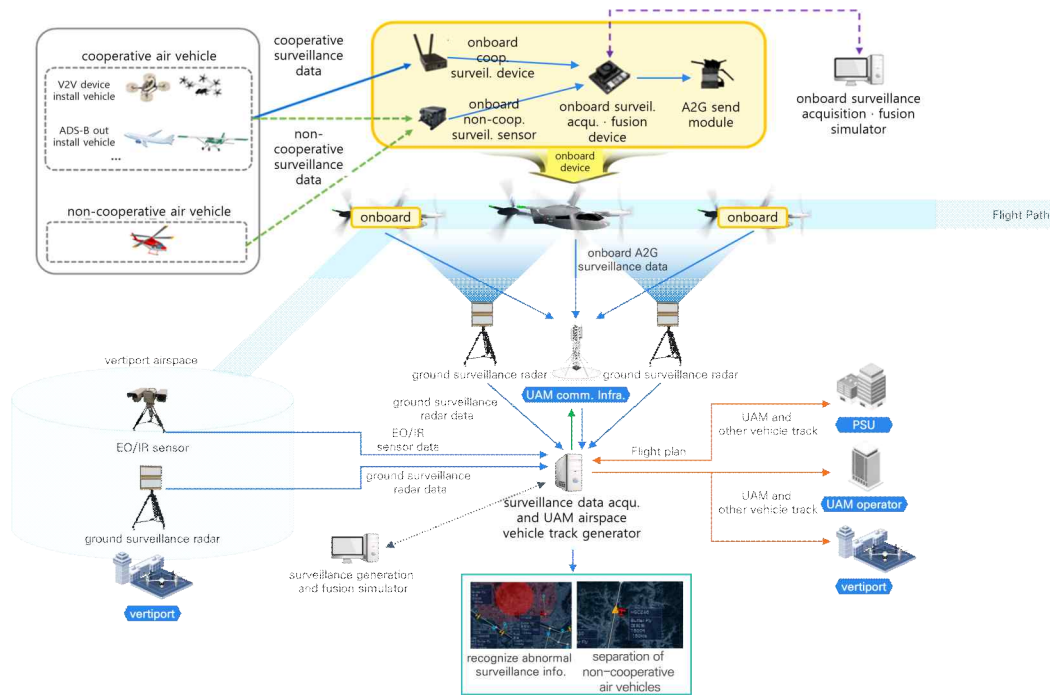 cooperative air vehicle
V2V device
install vehicle
ADS-B out
install vehicle
...
non-cooperative air vehicle
cooperative
surveillance
data
non-
cooperative
surveillance
data
onboard
coop.
surveil. device
onboard
non-coop.
surveil. sensor
onboard surveil.
acqu. · fusion
device
A2G send
module
onboard
device
onboard surveillance
acquisition · fusion
simulator
onboard
onboard
Flight Path
onboard A2G
surveillance data
vertiport airspace
ground surveillance radar
ground surveillance radar
UAM comm. Infra.
ground surveillance
radar data
EO/IR sensor
EO/IR
sensor data
ground surveillance
radar data
ground surveillance radar
vertiport
Flight plan
UAM and
other vehicle track
PSU
UAM operator
UAM and
other vehicle track
vertiport
surveillance data acqu.
and UAM airspace
vehicle track generator
surveillance generation
and fusion simulator
recognize abnormal
surveillance info.
separation of
non-cooperative
air vehicles